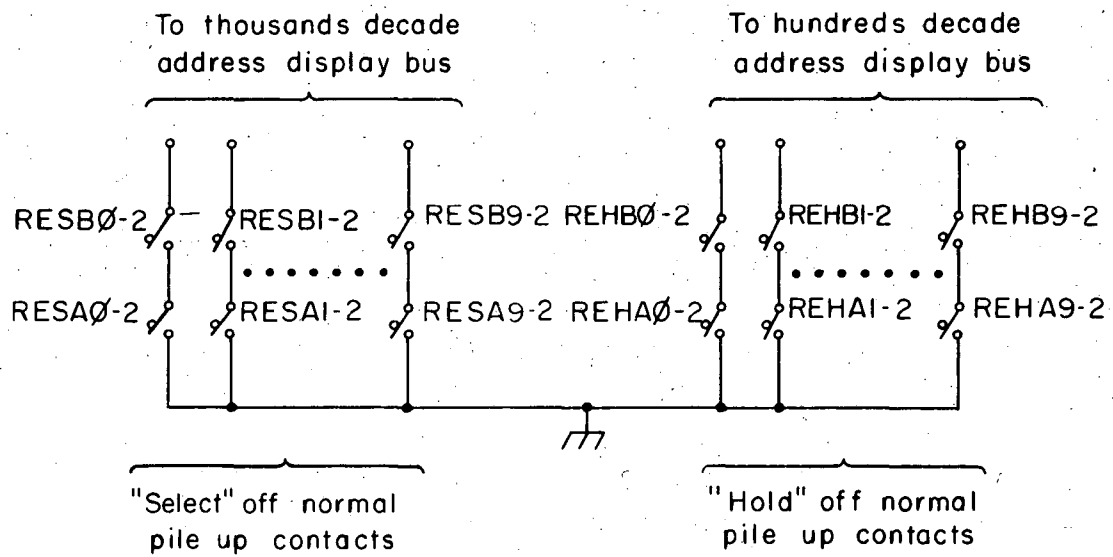 To thousands decade
address display bus
To hundreds decade
address display bus
RESBØ-2
RESB1-2
RESB9-2
REHBØ-2
REHB1-2
REHB9-2
RESAØ-2
RESA1-2
RESA9-2
REHAØ-2
REHA1-2
REHA9-2
"Select" off normal
pile up contacts
"Hold" off normal
pile up contacts